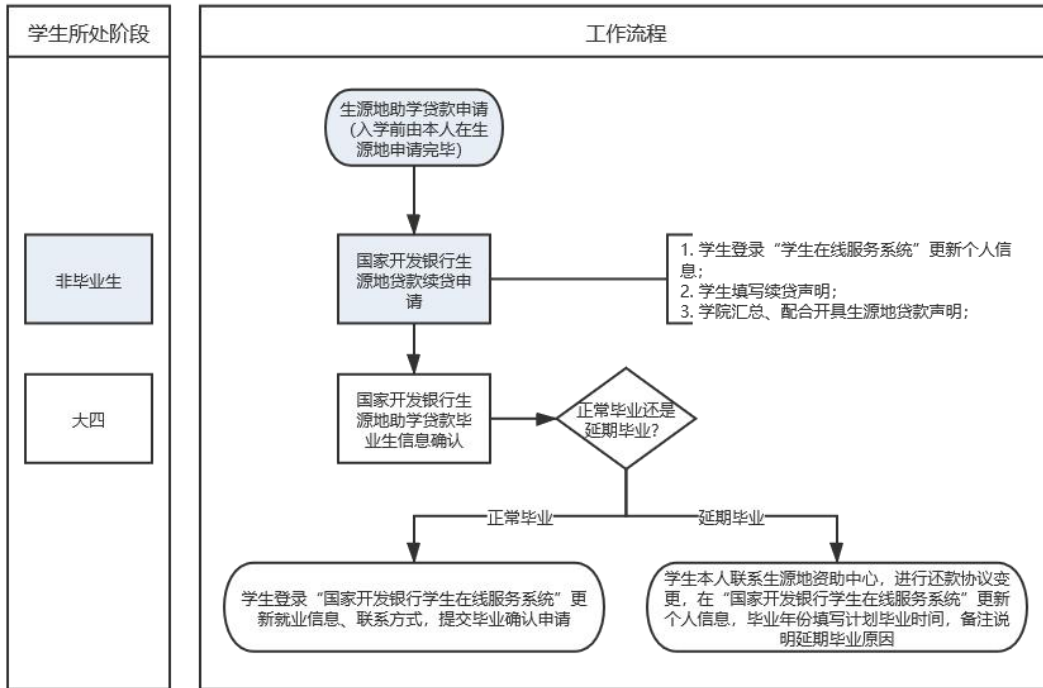 学生所处阶段
工作流程
生源地助学贷款申请
（入学前由本人在生
源地申请完毕）
非毕业生
国家开发银行生
源地贷款续贷申
请
1. 学生登录“学生在线服务系统”更新个人信
息；
2. 学生填写续贷声明；
3. 学院汇总、配合开具生源地贷款声明；
大四
国家开发银行生
源地助学贷款毕
业生信息确认
正常毕业还是
延期毕业？
正常毕业
延期毕业
学生登录“国家开发银行学生在线服务系统”更
新就业信息、联系方式，提交毕业确认申请
学生本人联系生源地资助中心，进行还款协议变
更，在“国家开发银行学生在线服务系统”更新
个人信息，毕业年份填写计划毕业时间，备注说
明延期毕业原因